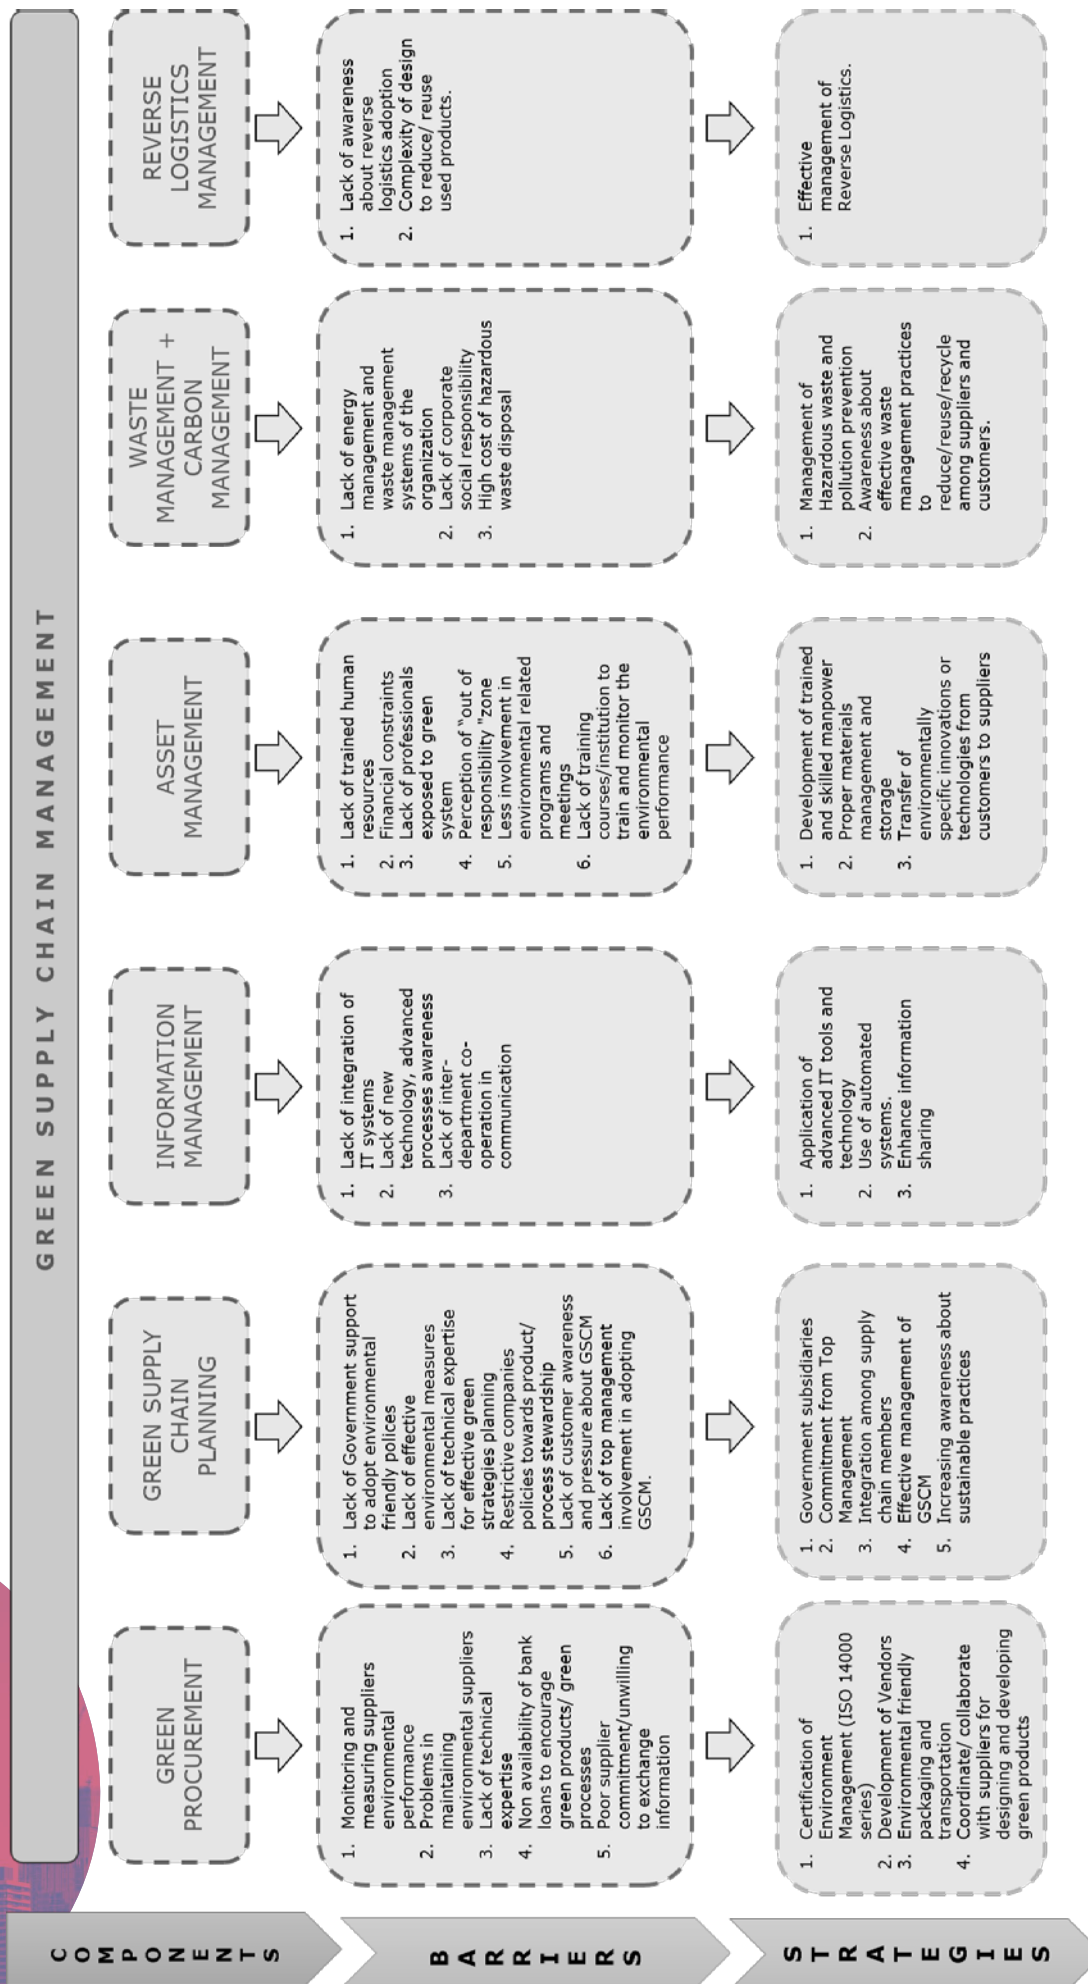 GREEN SUPPLY CHAIN MANAGEMENT
COMPONENTS
GREEN
PROCUREMENT
GREEN SUPPLY
CHAIN
PLANNING
INFORMATION
MANAGEMENT
ASSET
MANAGEMENT
WASTE
MANAGEMENT +
CARBON
MANAGEMENT
REVERSE
LOGISTICS
MANAGEMENT
BARRIERS
1. Monitoring and
measuring suppliers
environmental
performance
2. Problems in
maintaining
environmental suppliers
3. Lack of technical
expertise
4. Non availability of bank
loans to encourage
green products/ green
processes
5. Poor supplier
commitment/unwilling
to exchange
information
1. Lack of Government support
to adopt environmental
friendly polices
2. Lack of effective
environmental measures
3. Lack of technical expertise
for effective green
strategies planning
4. Restrictive companies
policies towards product/
process stewardship
5. Lack of customer awareness
and pressure about GSCM
6. Lack of top management
involvement in adopting
GSCM.
1. Lack of integration of
IT systems
2. Lack of new
technology, advanced
processes awareness
3. Lack of inter-
department co-
operation in
communication
1. Lack of trained human
resources
2. Financial constraints
3. Lack of professionals
exposed to green
system
4. Perception of "out of
responsibility "zone
5. Less involvement in
environmental related
programs and
meetings
6. Lack of training
courses/institution to
train and monitor the
environmental
performance
1. Lack of energy
management and
waste management
systems of the
organization
2. Lack of corporate
social responsibility
3. High cost of hazardous
waste disposal
1. Lack of awareness
about reverse
logistics adoption
2. Complexity of design
to reduce/ reuse
used products.
STRATEGIES
1. Certification of
Environment
Management (ISO 14000
series)
2. Development of Vendors
3. Environmental friendly
packaging and
transportation
4. Coordinate/ collaborate
with suppliers for
designing and developing
green products
1. Government subsidiaries
2. Commitment from Top
Management
3. Integration among supply
chain members
4. Effective management of
GSCM
5. Increasing awareness about
sustainable practices
1. Application of
advanced IT tools and
technology
2. Use of automated
systems.
3. Enhance information
sharing
1. Development of trained
and skilled manpower
2. Proper materials
management and
storage
3. Transfer of
environmentally
specific innovations or
technologies from
customers to suppliers
1. Management of
Hazardous waste and
pollution prevention
2. Awareness about
effective waste
management practices
to
reduce/reuse/recycle
among suppliers and
customers.
1. Effective
management of
Reverse Logistics.